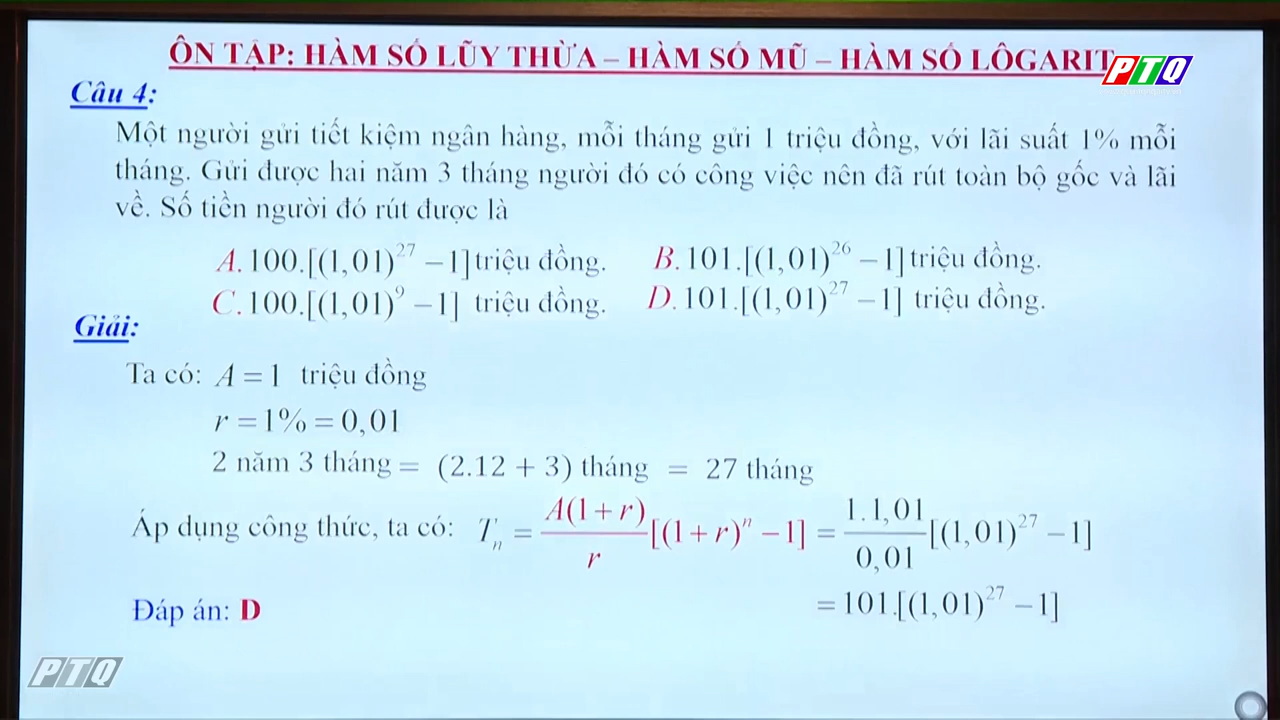 ÔN TẬP: HÀM SỐ LŨY THỪA – HÀM SỐ MŨ – HÀM SỐ LÔGARIT
PTQ
Câu 4:
Một người gửi tiết kiệm ngân hàng, mỗi tháng gửi 1 triệu đồng, với lãi suất 1% mỗi
tháng. Gửi được hai năm 3 tháng người đó có công việc nên đã rút toàn bộ gốc và lãi
về. Số tiền người đó rút được là
A. 100.[(1,01)^27 – 1] triệu đồng. B. 101.[(1,01)^26 – 1] triệu đồng.
C. 100.[(1,01)^9 – 1] triệu đồng. D. 101.[(1,01)^27 – 1] triệu đồng.
Giải:
Ta có: A = 1 triệu đồng
r = 1% = 0,01
2 năm 3 tháng = (2.12 + 3) tháng = 27 tháng
Áp dụng công thức, ta có: T_n = A(1 + r)/r [(1 + r)^n – 1] = 1.1,01/0,01 [(1,01)^27 – 1]
= 101.[(1,01)^27 – 1]
Đáp án: D
PTQ